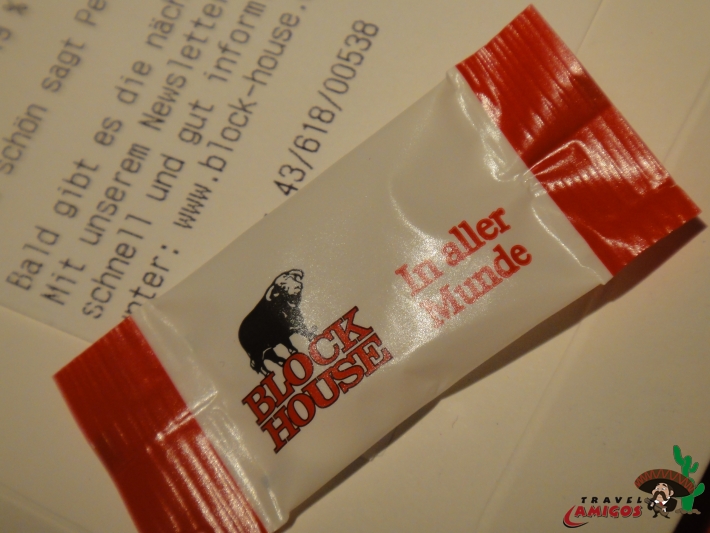 schön sagt Pe
Bald gibt es die näch
Mit unserem Newsletter
schnell und gut inform
nter: www.block-house.
43/618/00538
BLOCK
HOUSE
In aller
Munde
TRAVEL
AMIGOS